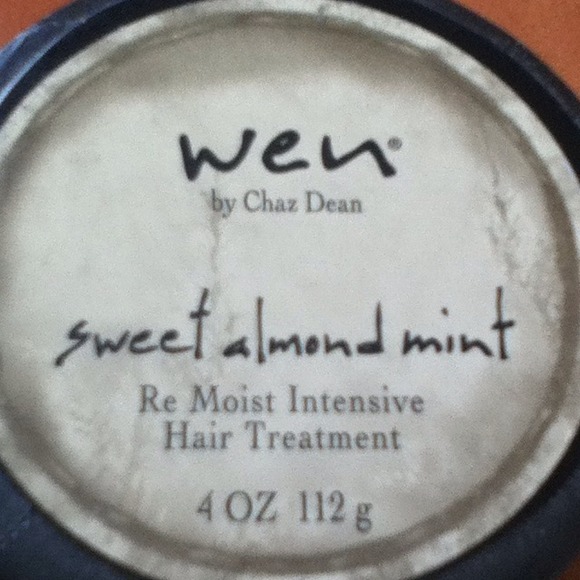 wen®
by Chaz Dean
sweet almond mint
Re Moist Intensive
Hair Treatment
4 OZ 112 g